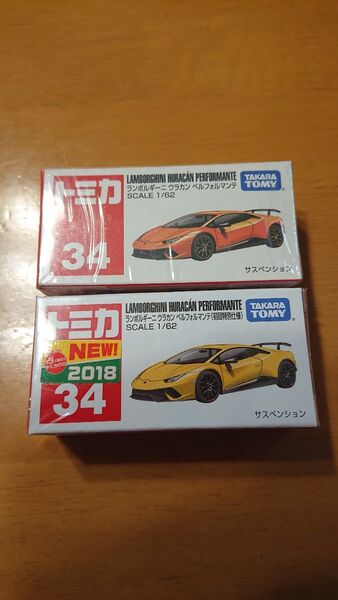 トミカ
34
LAMBORGHINI HURACÁN PERFORMANTE
ランボルギーニ ウラカン ペルフォルマンテ
SCALE 1/62
TAKARA TOMY
サスペンション
トミカ
NEW!
2018
34
LAMBORGHINI HURACÁN PERFORMANTE
ランボルギーニ ウラカン ペルフォルマンテ(初回特別仕様)
SCALE 1/62
TAKARA TOMY
サスペンション